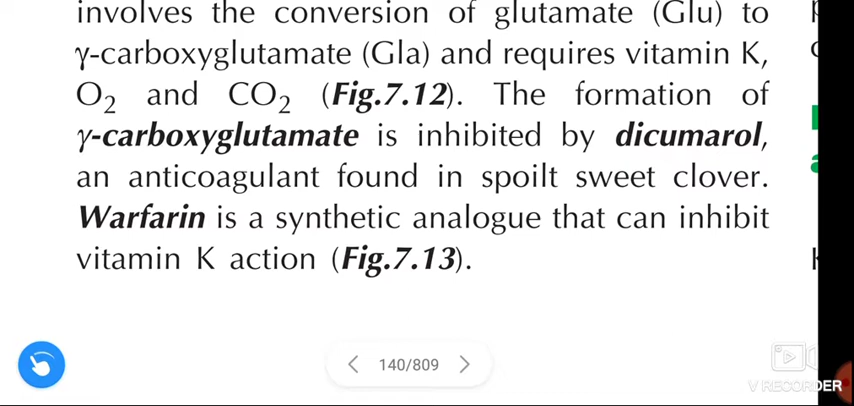 involves the conversion of glutamate (Glu) to
γ-carboxyglutamate (Gla) and requires vitamin K,
O₂ and CO₂ (Fig.7.12). The formation of
γ-carboxyglutamate is inhibited by dicumarol,
an anticoagulant found in spoilt sweet clover.
Warfarin is a synthetic analogue that can inhibit
vitamin K action (Fig.7.13).
140/809
V RECORDER